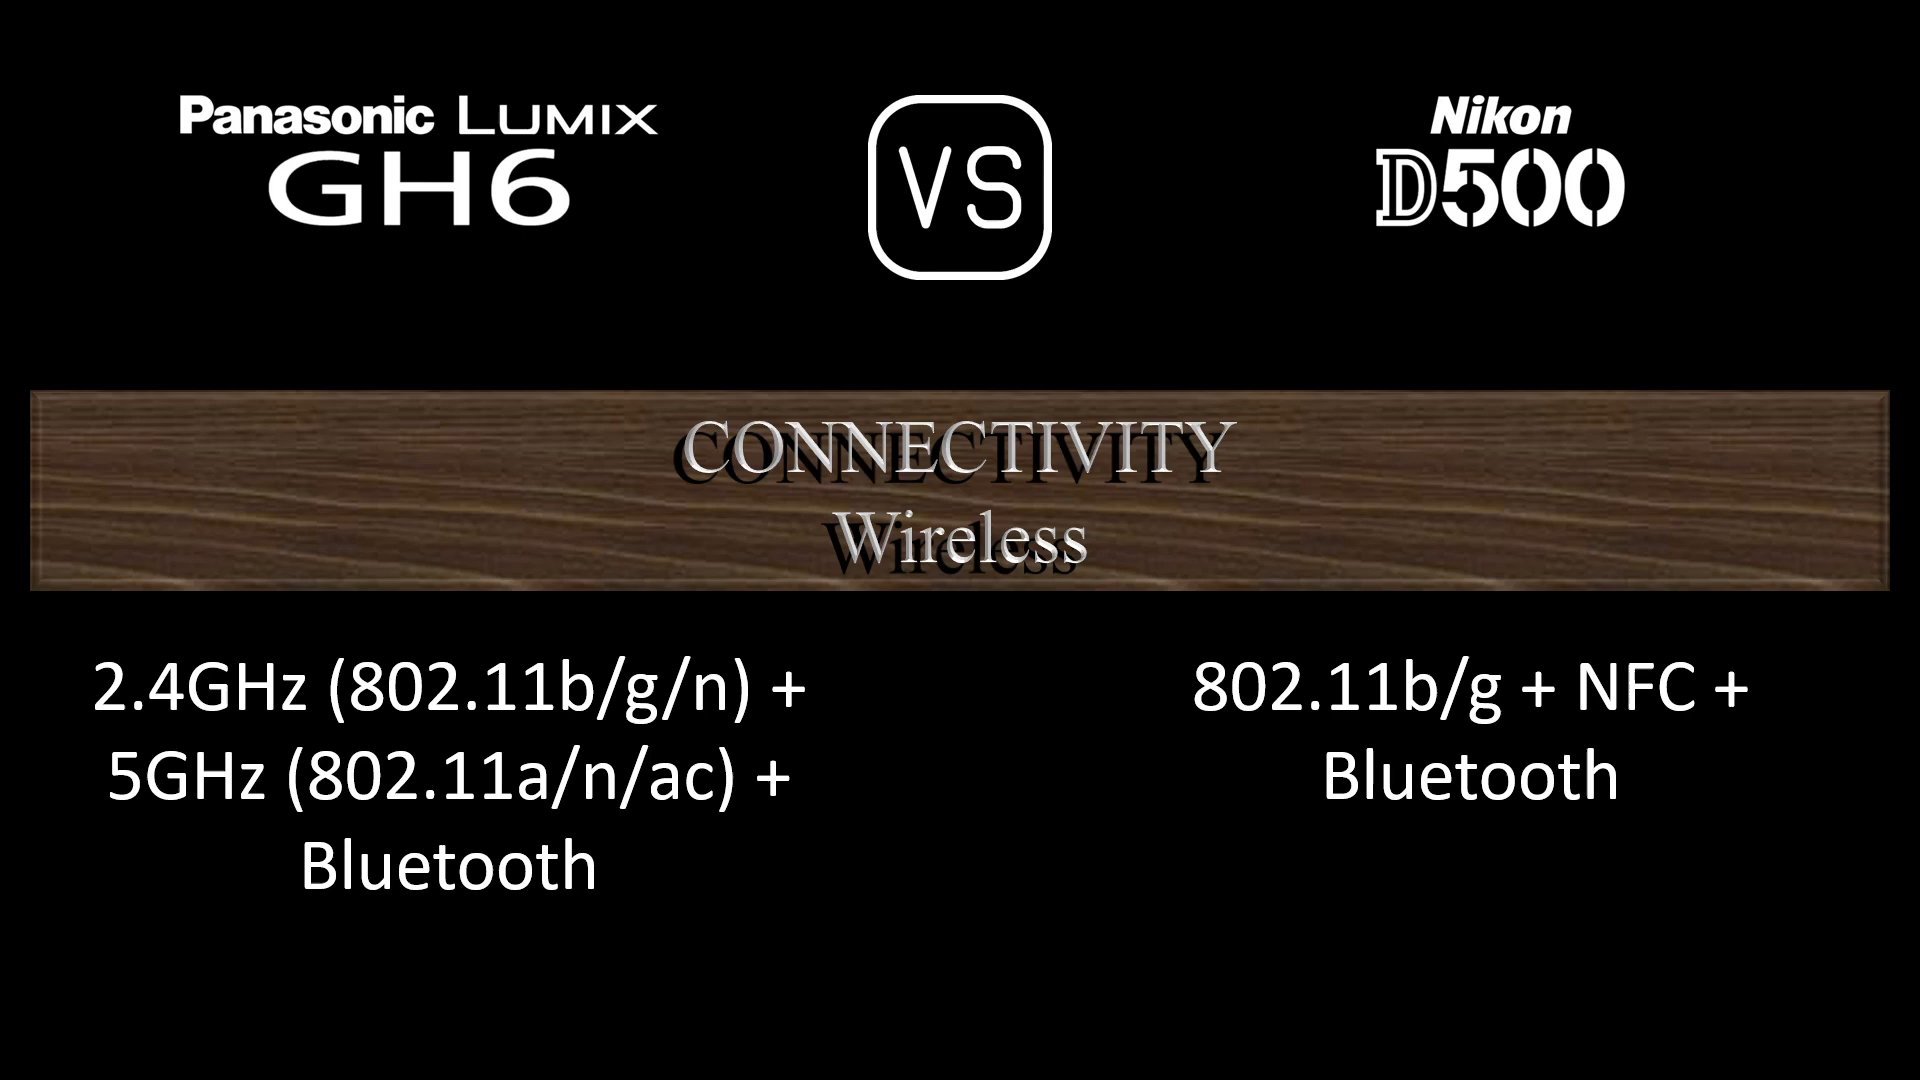 Panasonic LUMIX
GH6
VS
Nikon
D500
CONNECTIVITY
Wireless
2.4GHz (802.11b/g/n) +
5GHz (802.11a/n/ac) +
Bluetooth
802.11b/g + NFC +
Bluetooth